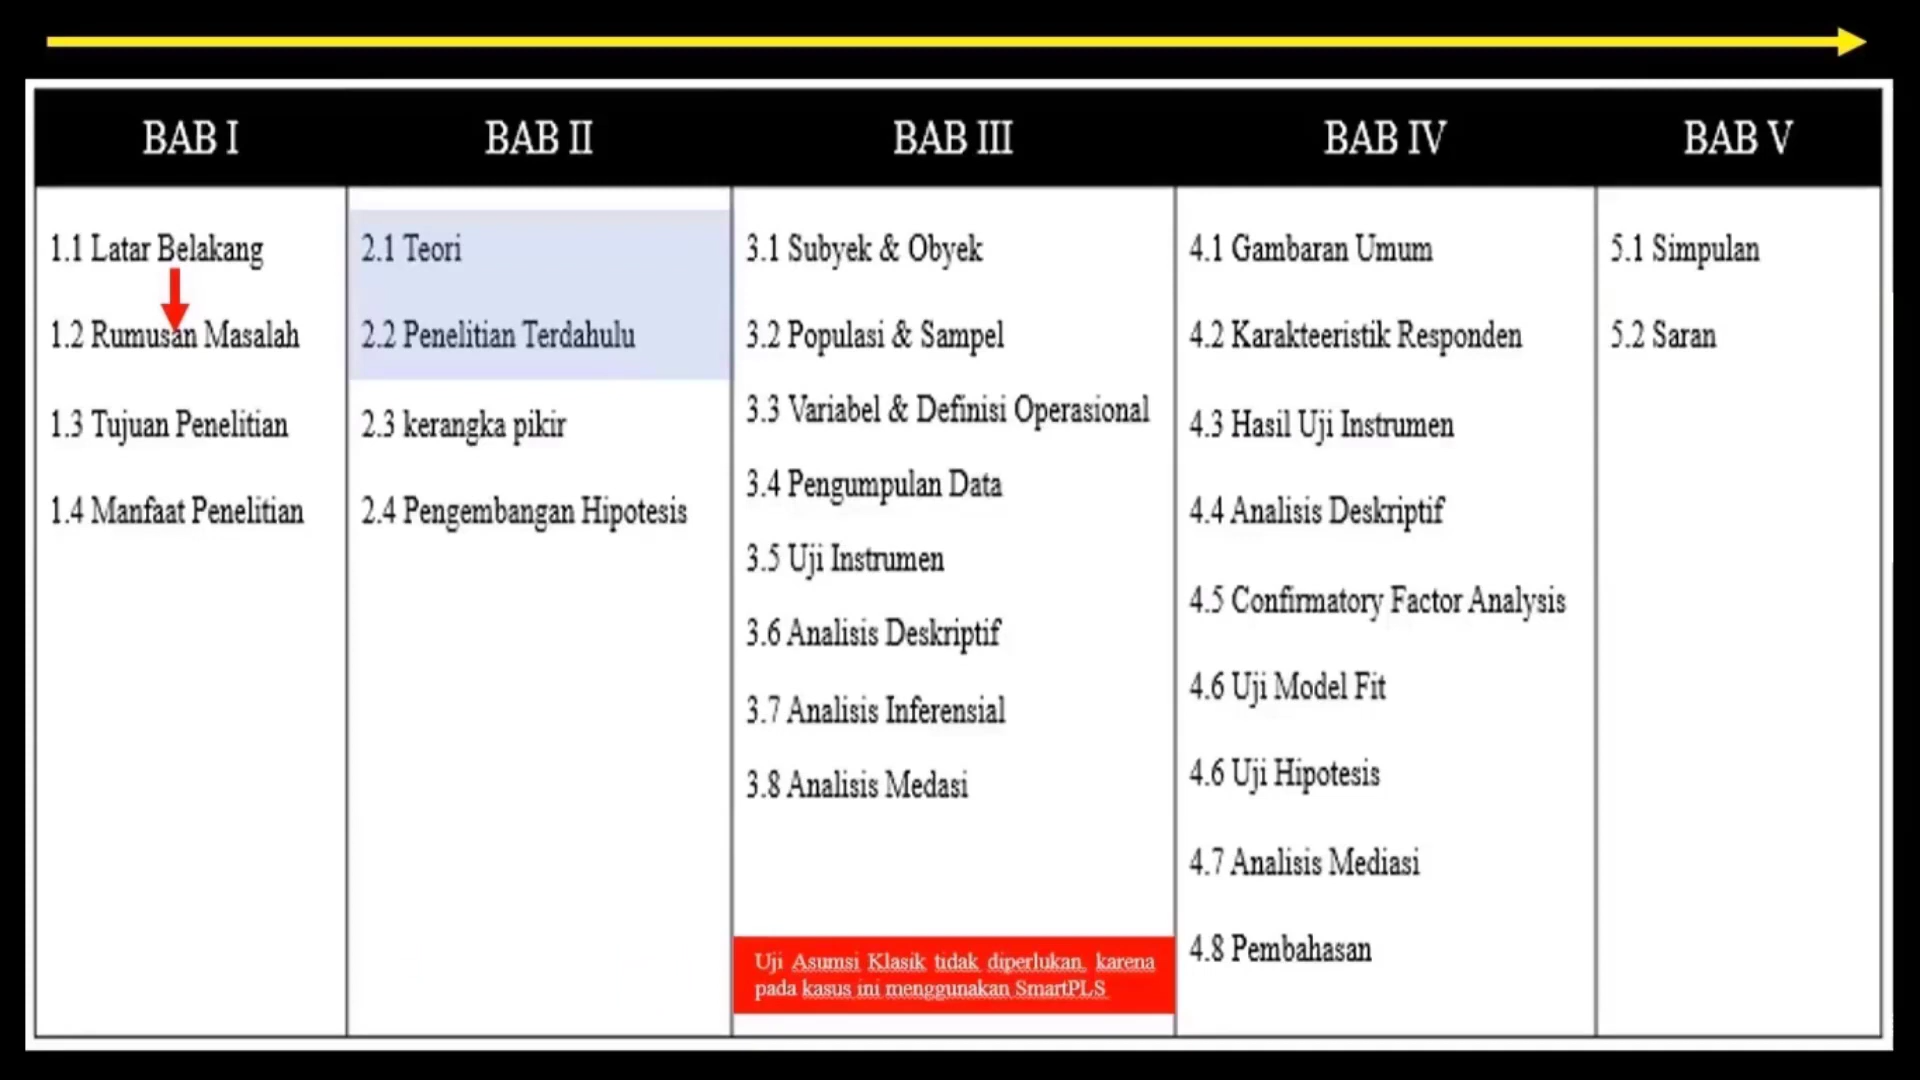 BAB I
BAB II
BAB III
BAB IV
BAB V
1.1 Latar Belakang
1.2 Rumusan Masalah
1.3 Tujuan Penelitian
1.4 Manfaat Penelitian
2.1 Teori
2.2 Penelitian Terdahulu
2.3 kerangka pikir
2.4 Pengembangan Hipotesis
3.1 Subyek & Obyek
3.2 Populasi & Sampel
3.3 Variabel & Definisi Operasional
3.4 Pengumpulan Data
3.5 Uji Instrumen
3.6 Analisis Deskriptif
3.7 Analisis Inferensial
3.8 Analisis Medasi
Uji Asumsi Klasik tidak diperlukan karena
pada kasus ini menggunakan SmartPLS
4.1 Gambaran Umum
4.2 Karakteeristik Responden
4.3 Hasil Uji Instrumen
4.4 Analisis Deskriptif
4.5 Confirmatory Factor Analysis
4.6 Uji Model Fit
4.6 Uji Hipotesis
4.7 Analisis Mediasi
4.8 Pembahasan
5.1 Simpulan
5.2 Saran